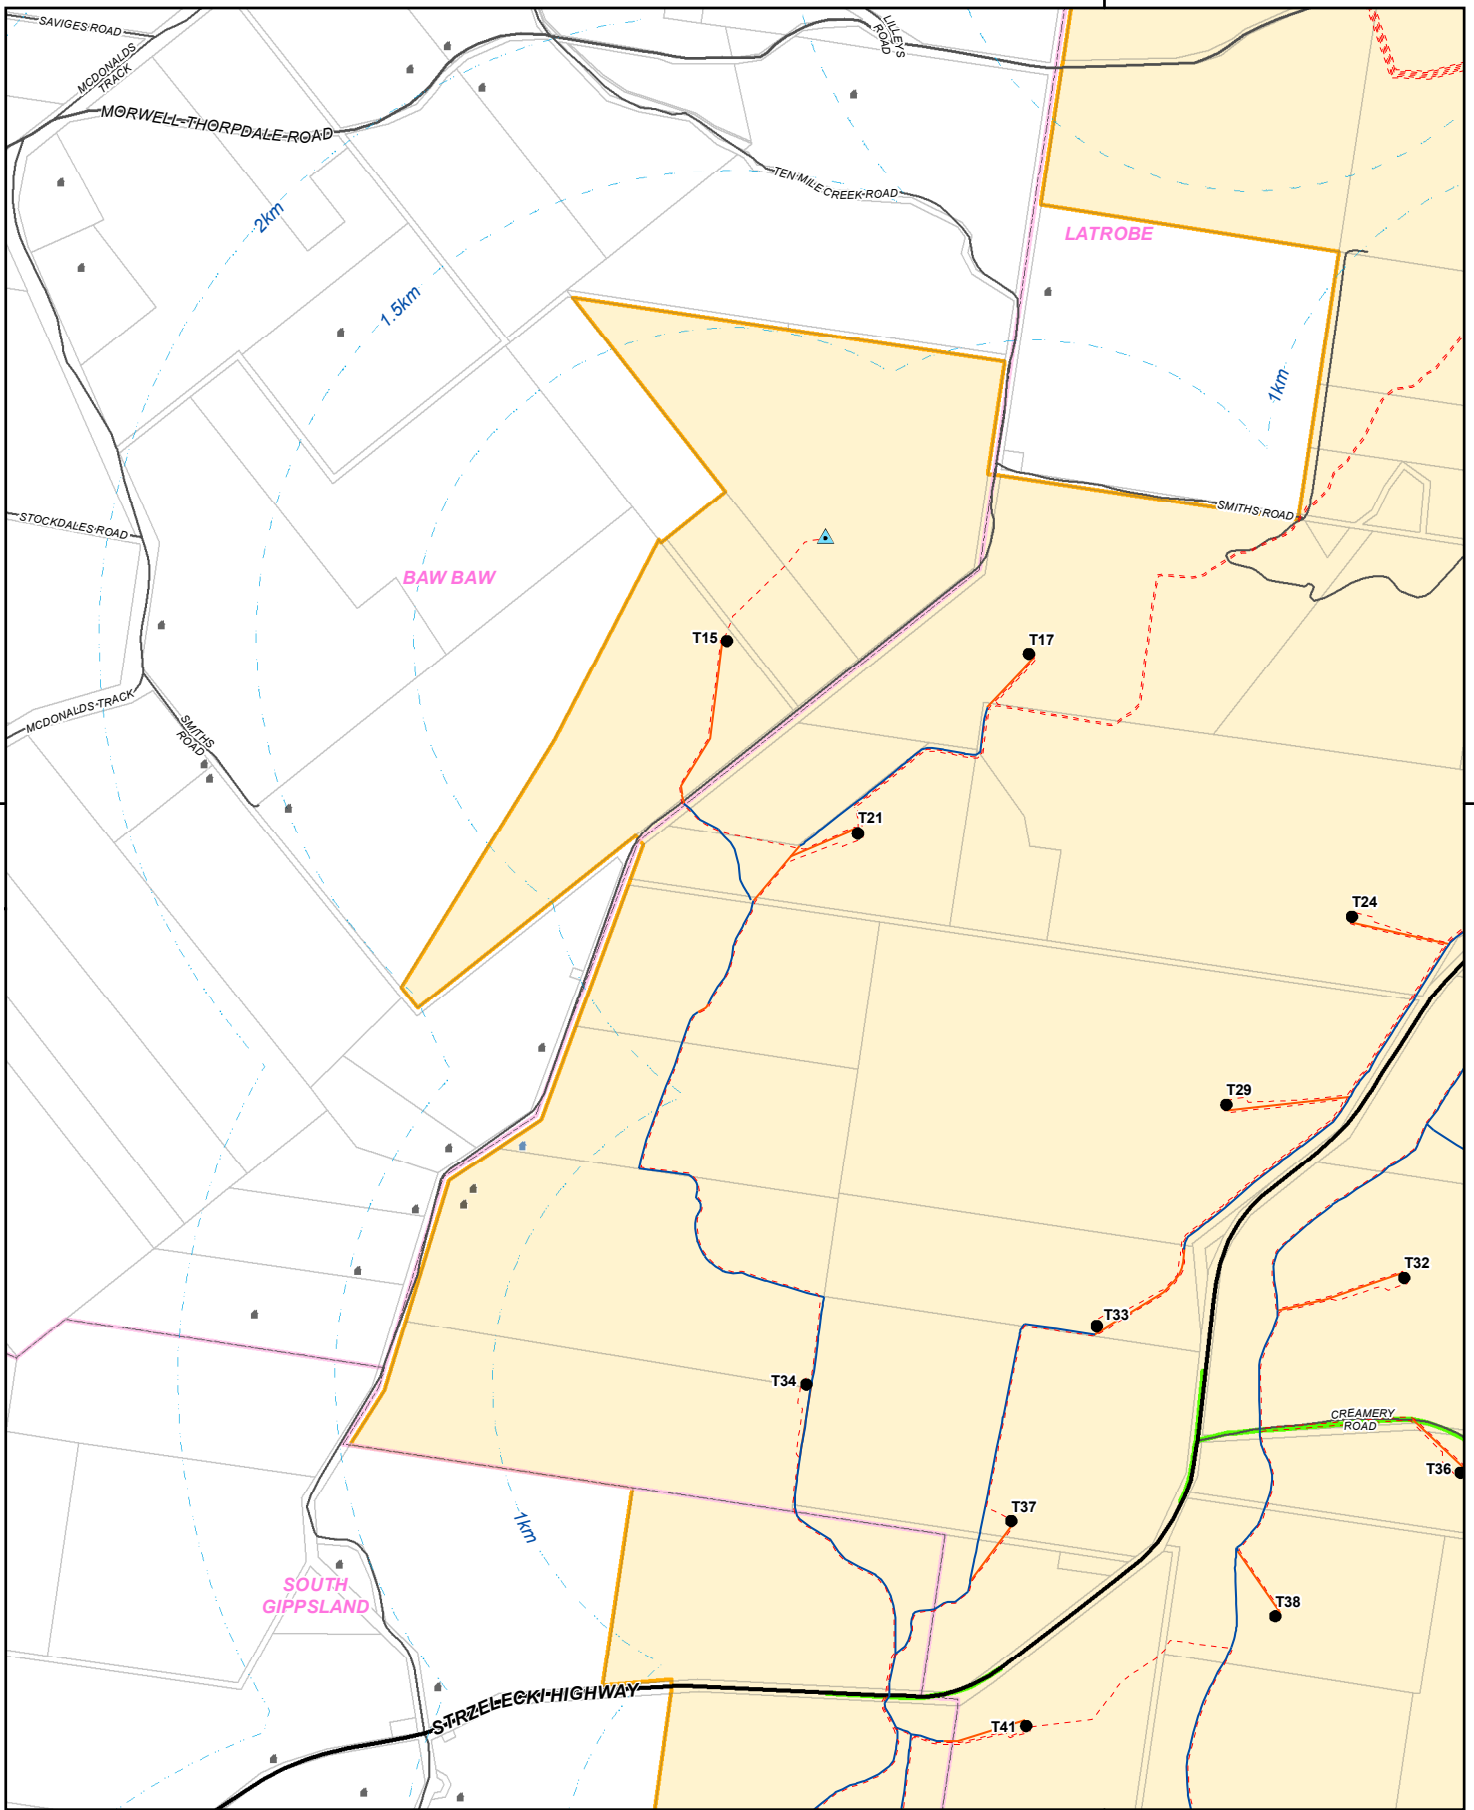 SAVIGES ROAD
MCDONALDS
TRACK
LILLEYS
ROAD
MORWELL-THORPDALE ROAD
TEN MILE CREEK ROAD
2km
LATROBE
1.5km
1km
SMITHS ROAD
STOCKDALES ROAD
BAW BAW
T15
T17
MCDONALDS TRACK
SMITHS
ROAD
T21
T24
T29
T32
T33
T34
CREAMERY
ROAD
T36
T37
1km
SOUTH
GIPPSLAND
T38
STRZELECKI HIGHWAY
T41